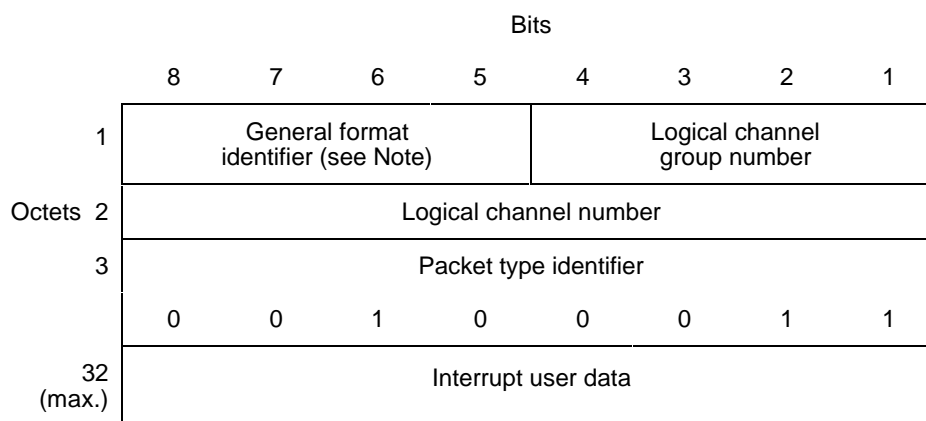 Bits
8 7 6 5 4 3 2 1
1 General format Logical channel
identifier (see Note) group number
Octets 2 Logical channel number
3 Packet type identifier
0 0 1 0 0 0 1 1
32 Interrupt user data
(max.)